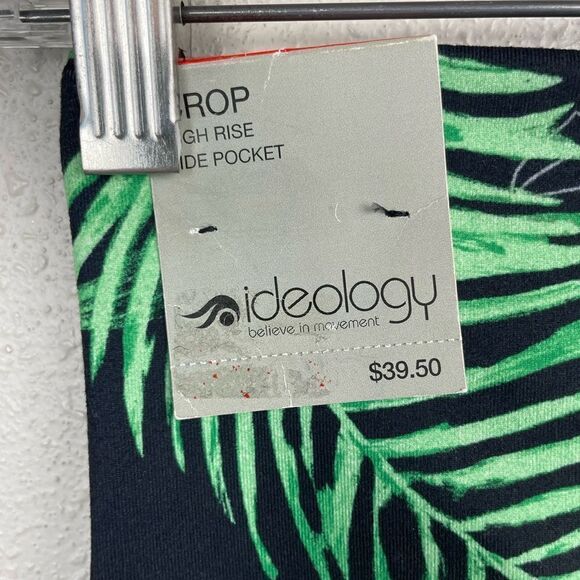 CROP
HIGH RISE
SIDE POCKET
ideology
believe in movement
$39.50